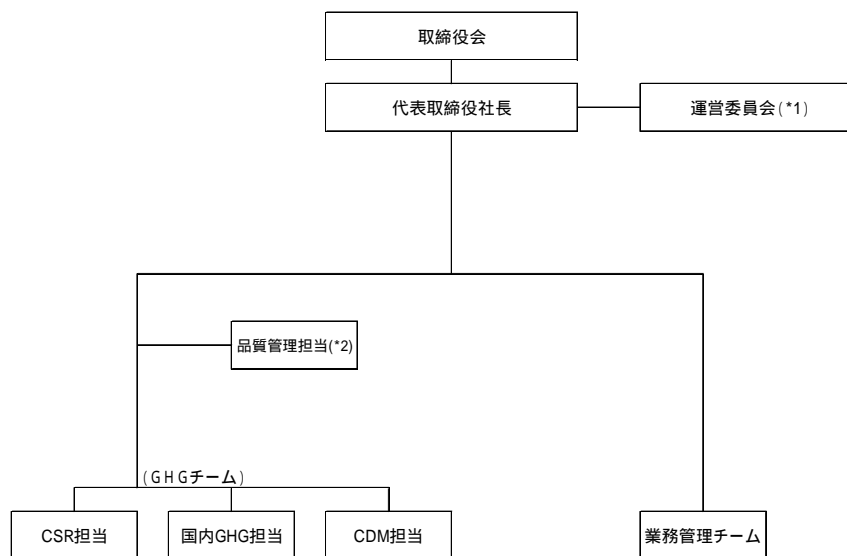 取締役会
代表取締役社長
運営委員会(*1)
品質管理担当(*2)
(GHGチーム)
CSR担当
国内GHG担当
CDM担当
業務管理チーム